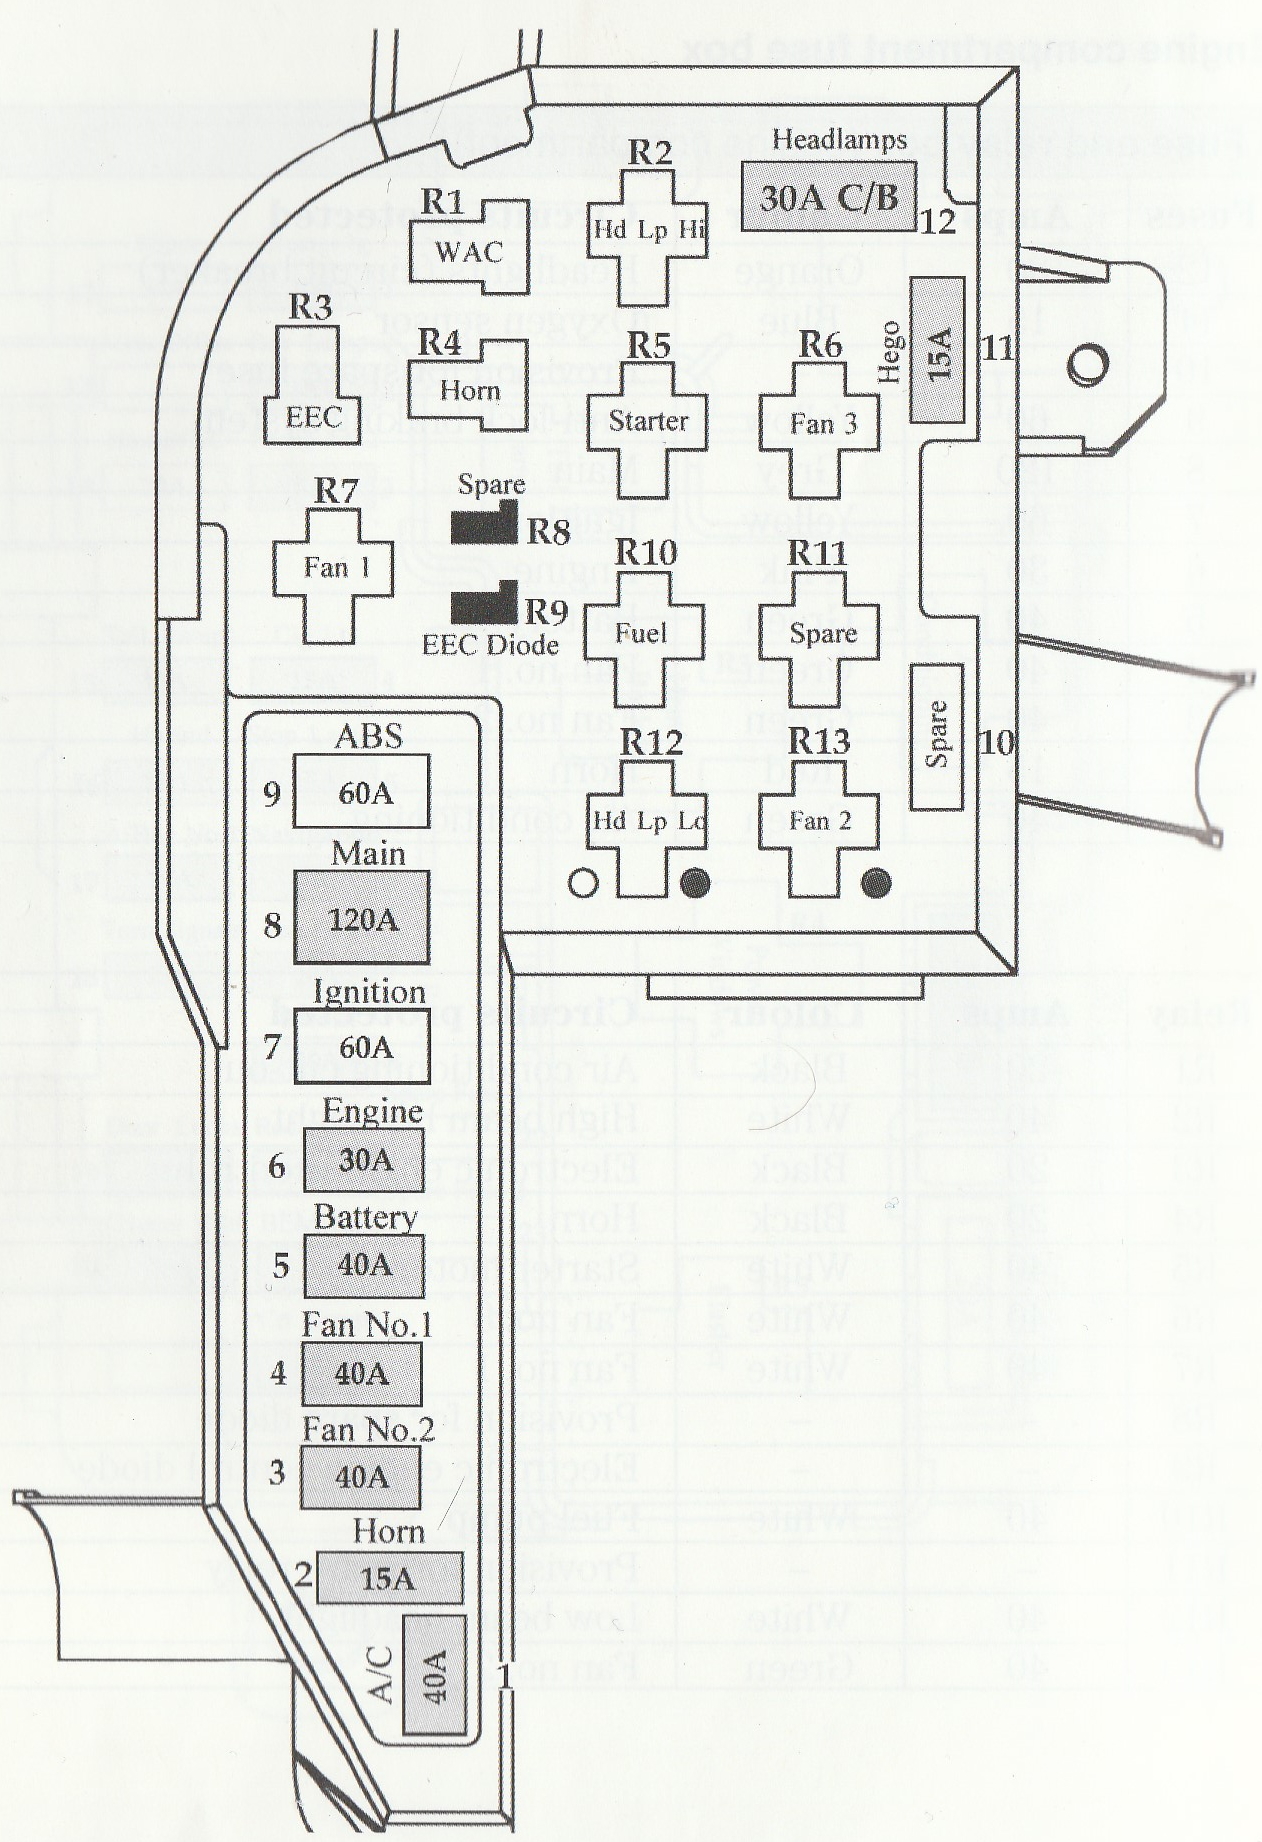 Headlamps
30A C/B
12
R1
WAC
R2
Hd Lp Hi
R3
EEC
R4
Horn
R5
Starter
R6
Fan 3
Hego
15A
11
R7
Fan 1
Spare
R8
R9
EEC Diode
R10
Fuel
R11
Spare
R12
Hd Lp Lo
R13
Fan 2
Spare
10
ABS
9
60A
Main
8
120A
Ignition
7
60A
Engine
6
30A
Battery
5
40A
Fan No.1
4
40A
Fan No.2
3
40A
Horn
2
15A
A/C
40A
1